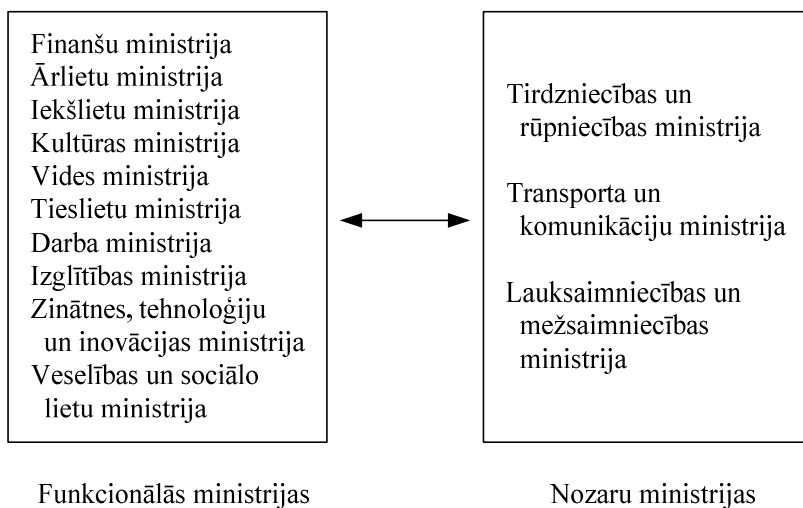 Finanšu ministrija
Ārlietu ministrija
Iekšlietu ministrija
Kultūras ministrija
Vides ministrija
Tieslietu ministrija
Darba ministrija
Izglītības ministrija
Zinātnes, tehnoloģiju
un inovācijas ministrija
Veselības un sociālo
lietu ministrija
Funkcionālās ministrijas
Tirdzniecības un
rūpniecības ministrija
Transporta un
komunikāciju ministrija
Lauksaimniecības un
mežsaimniecības
ministrija
Nozaru ministrijas